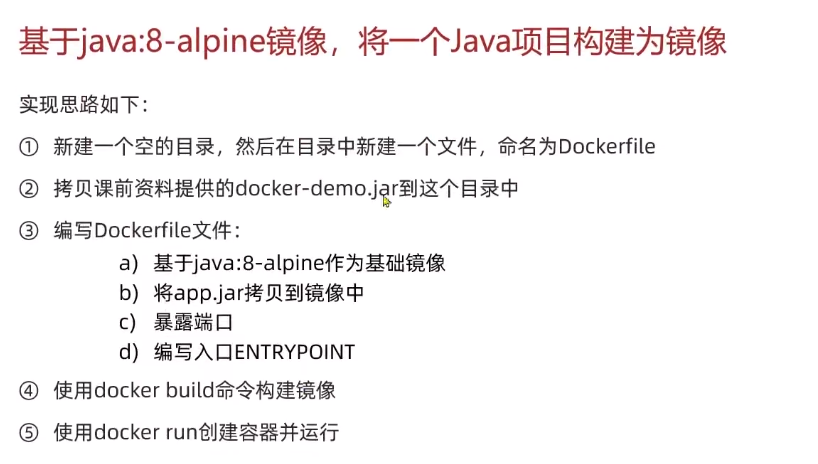 基于java:8-alpine镜像，将一个Java项目构建为镜像
实现思路如下：
① 新建一个空的目录，然后在目录中新建一个文件，命名为Dockerfile
② 拷贝课前资料提供的docker-demo.jar到这个目录中
③ 编写Dockerfile文件：
a) 基于java:8-alpine作为基础镜像
b) 将app.jar拷贝到镜像中
c) 暴露端口
d) 编写入口ENTRYPOINT
④ 使用docker build命令构建镜像
⑤ 使用docker run创建容器并运行